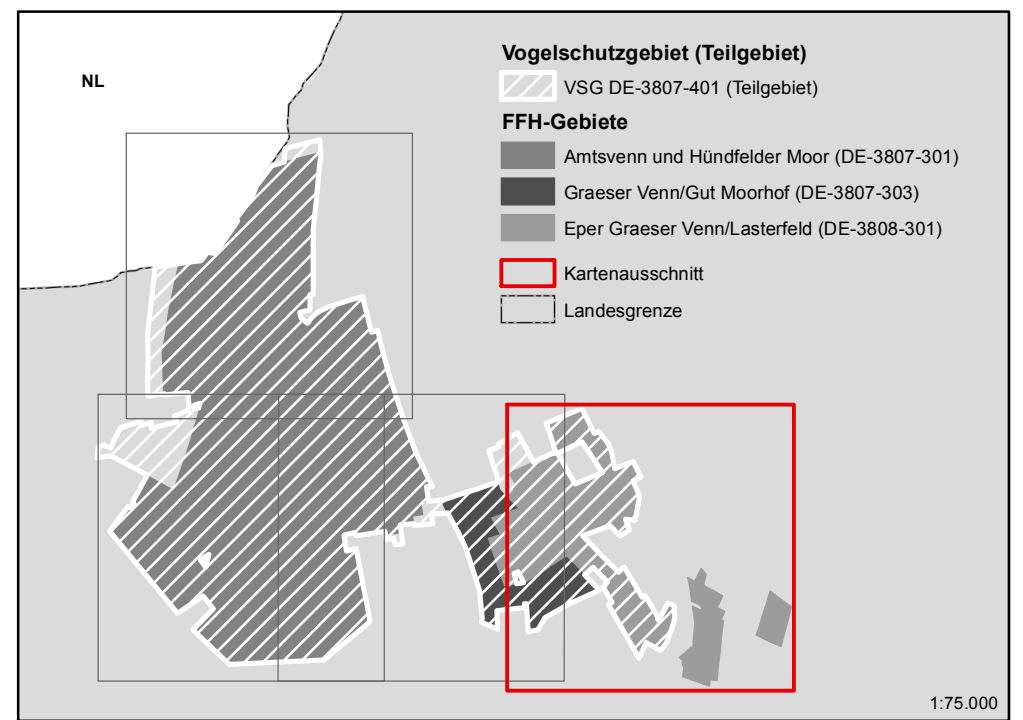 NL
Vogelschutzgebiet (Teilgebiet)
VSG DE-3807-401 (Teilgebiet)
FFH-Gebiete
Amtsvenn und Hündfelder Moor (DE-3807-301)
Graeser Venn/Gut Moorhof (DE-3807-303)
Eper Graeser Venn/Lasterfeld (DE-3808-301)
Kartenausschnitt
Landesgrenze
1:75.000